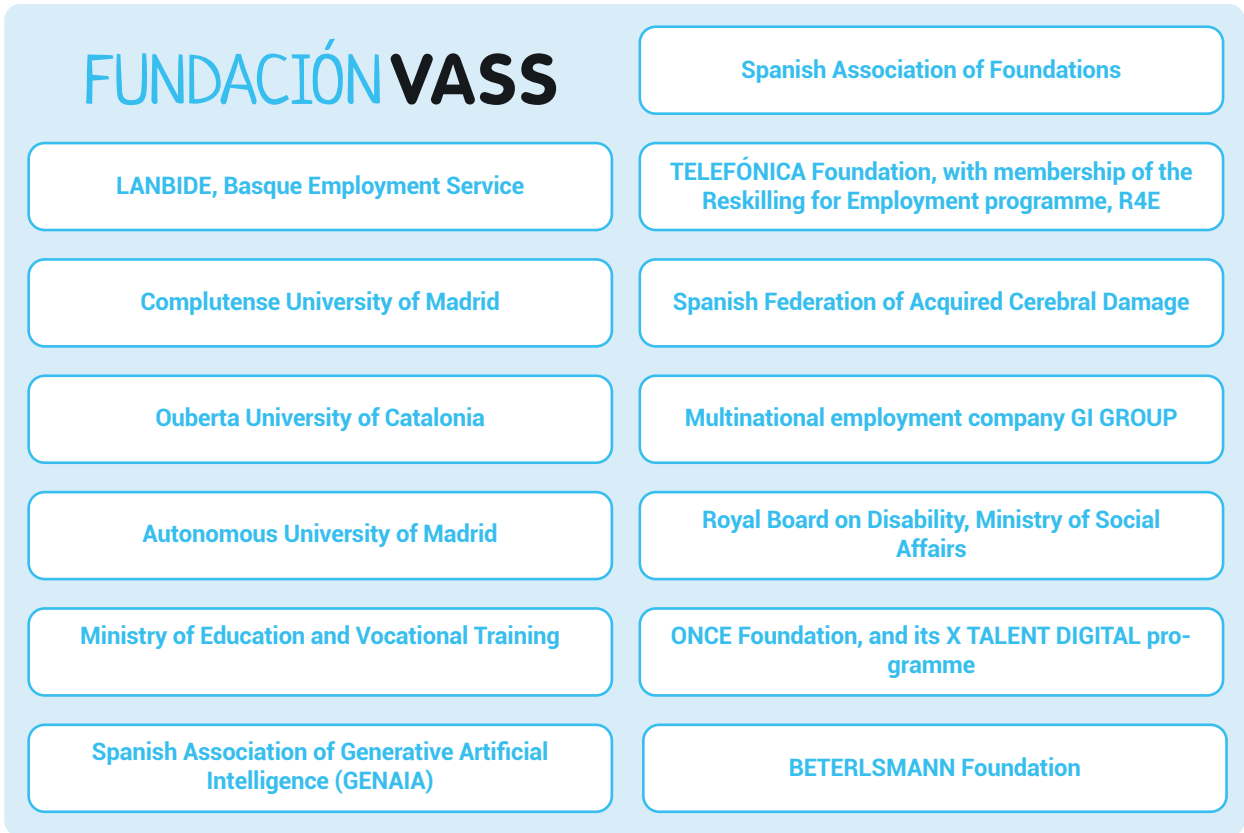 FUNDACIÓN VASS
Spanish Association of Foundations
LANBIDE, Basque Employment Service
TELEFÓNICA Foundation, with membership of the
Reskilling for Employment programme, R4E
Complutense University of Madrid
Spanish Federation of Acquired Cerebral Damage
Ouberta University of Catalonia
Multinational employment company GI GROUP
Autonomous University of Madrid
Royal Board on Disability, Ministry of Social
Affairs
Ministry of Education and Vocational Training
ONCE Foundation, and its X TALENT DIGITAL pro-
gramme
Spanish Association of Generative Artificial
Intelligence (GENAIA)
BETERLSMANN Foundation